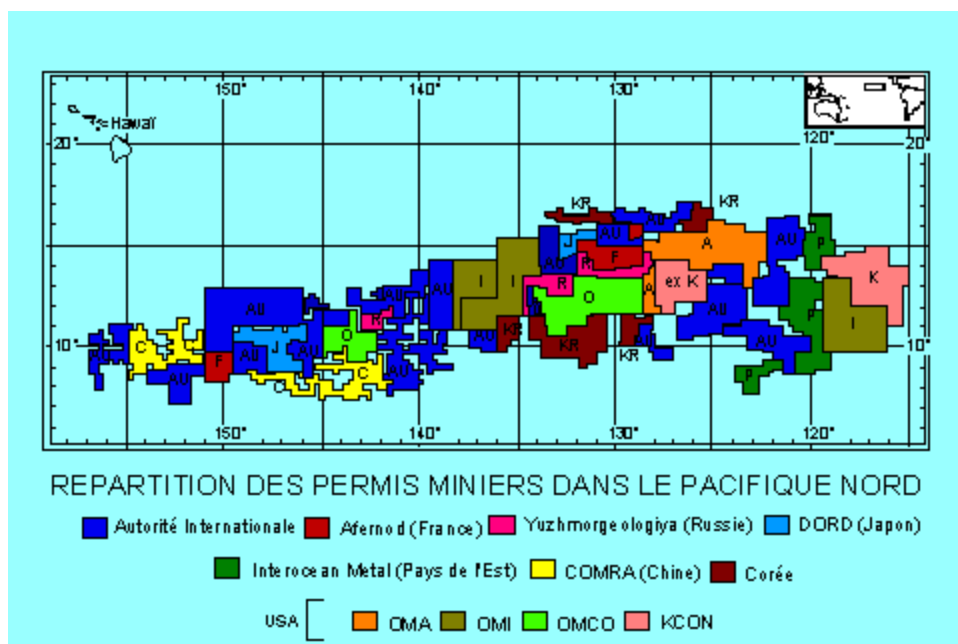 150° 140° 130°
120°
<= Hawaï
20° 20°
KR KR
AU
AU J AU A AU P
AU R F
AU I I R A ex K K
AU AU O
AU R AU P I
AU C O KR
10° AU F AU J AU KR KR AU AU 10°
AU C C AU P
150° 140° 130° 120°
REPARTITION DES PERMIS MINIERS DANS LE PACIFIQUE NORD
Autorité Internationale Afernod (France) Yuzhmorgeologiya (Russie) DORD (Japon)
Interocean Metal (Pays de l'Est) COMRA (Chine) Corée
USA OMA OMI OMCO KCON